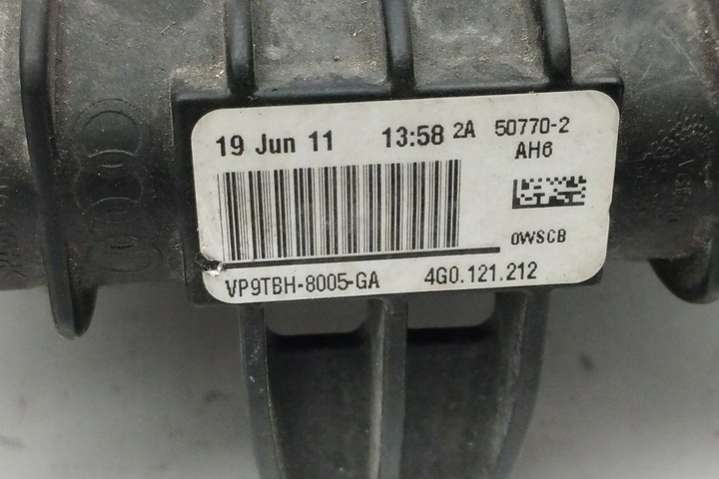 19 Jun 11 13:58 2A 50770-2
AH6
0WSCB
VP9TBH-8005-GA 4G0.121.212